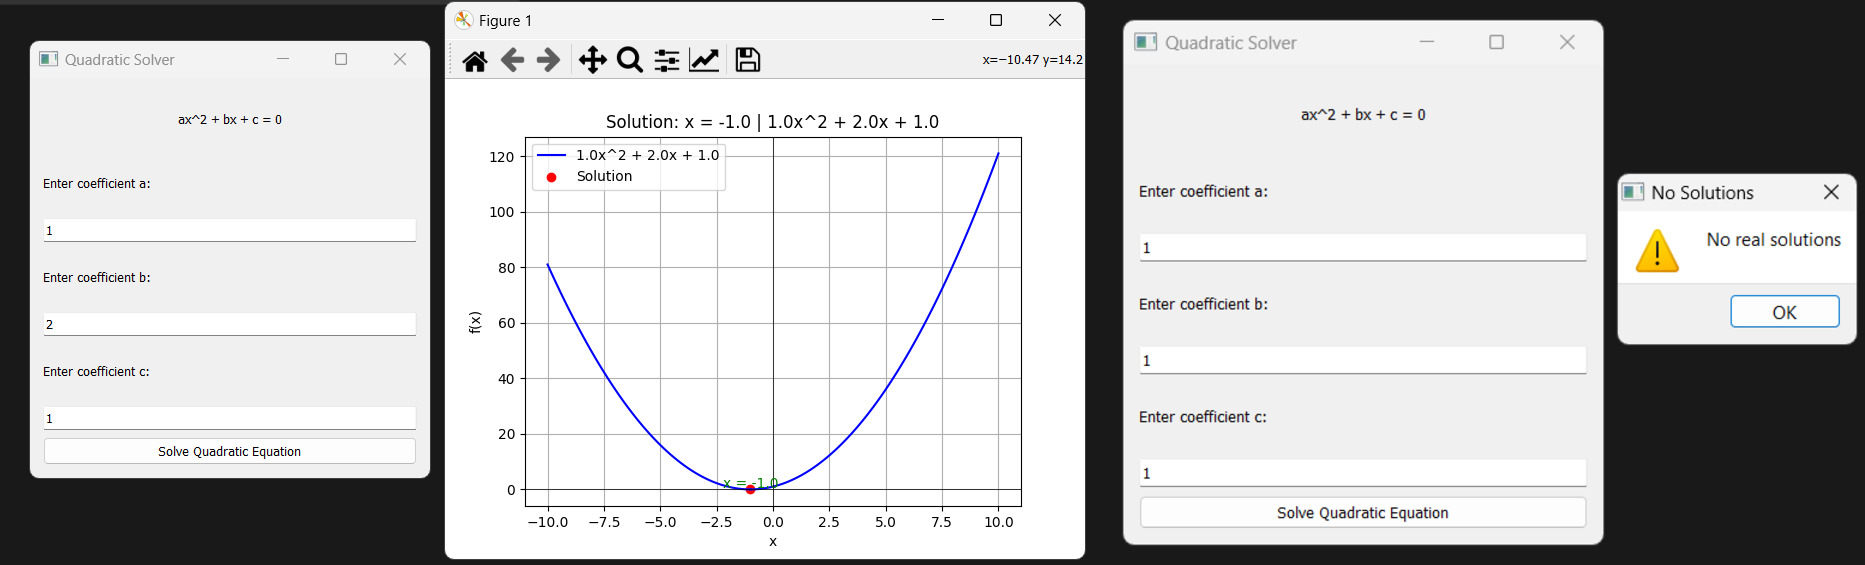 Quadratic Solver
ax^2 + bx + c = 0
Enter coefficient a:
1
Enter coefficient b:
2
Enter coefficient c:
1
Solve Quadratic Equation
Figure 1
x=−10.47 y=14.2
Solution: x = -1.0 | 1.0x^2 + 2.0x + 1.0
1.0x^2 + 2.0x + 1.0
Solution
120
100
80
60
40
20
0
f(x)
x = -1.0
−10.0 −7.5 −5.0 −2.5 0.0 2.5 5.0 7.5 10.0
x
Quadratic Solver
ax^2 + bx + c = 0
Enter coefficient a:
1
Enter coefficient b:
1
Enter coefficient c:
1
Solve Quadratic Equation
No Solutions
No real solutions
OK